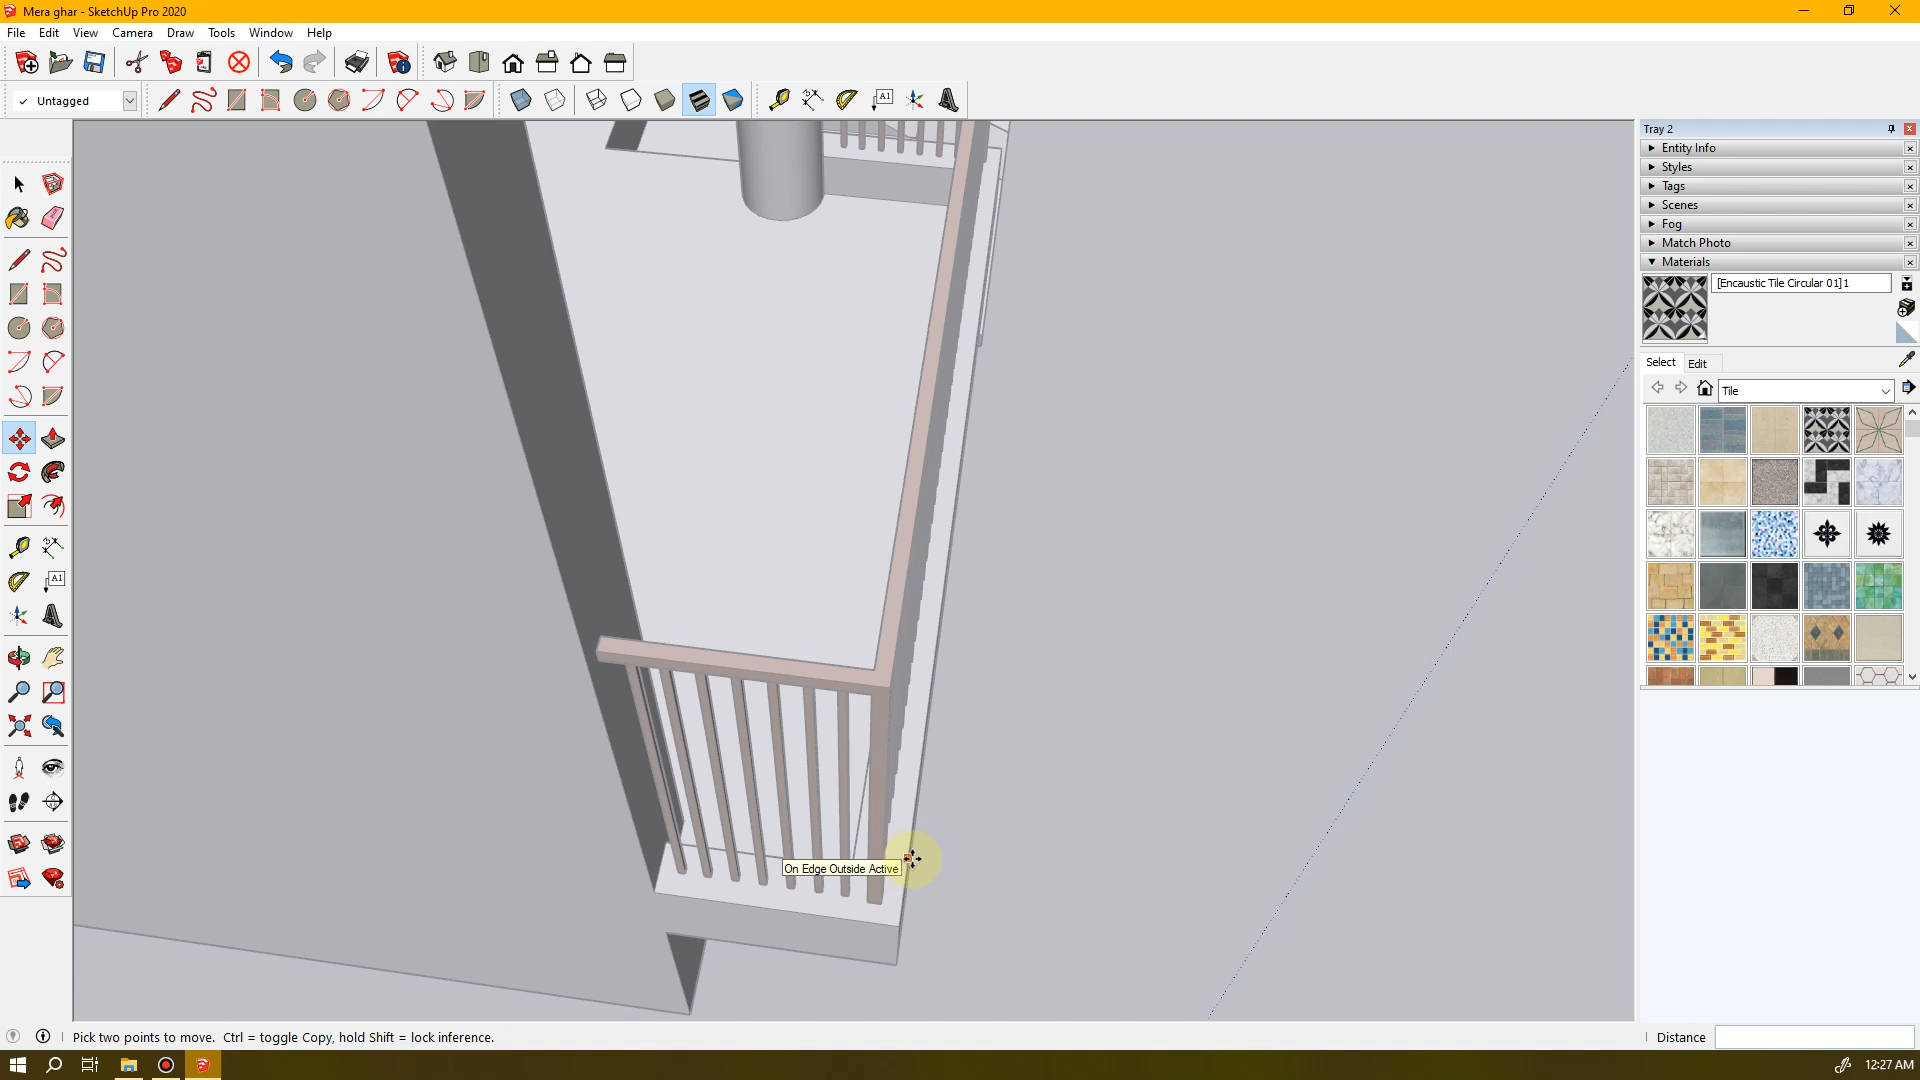 Mera ghar - SketchUp Pro 2020
File Edit View Camera Draw Tools Window Help
Untagged
A1
Tray 2
Entity Info
Styles
Tags
Scenes
Fog
Match Photo
Materials
[Encaustic Tile Circular 01]1
Select Edit
Tile
A1
On Edge Outside Active
Pick two points to move. Ctrl = toggle Copy, hold Shift = lock inference.
Distance
12:27 AM